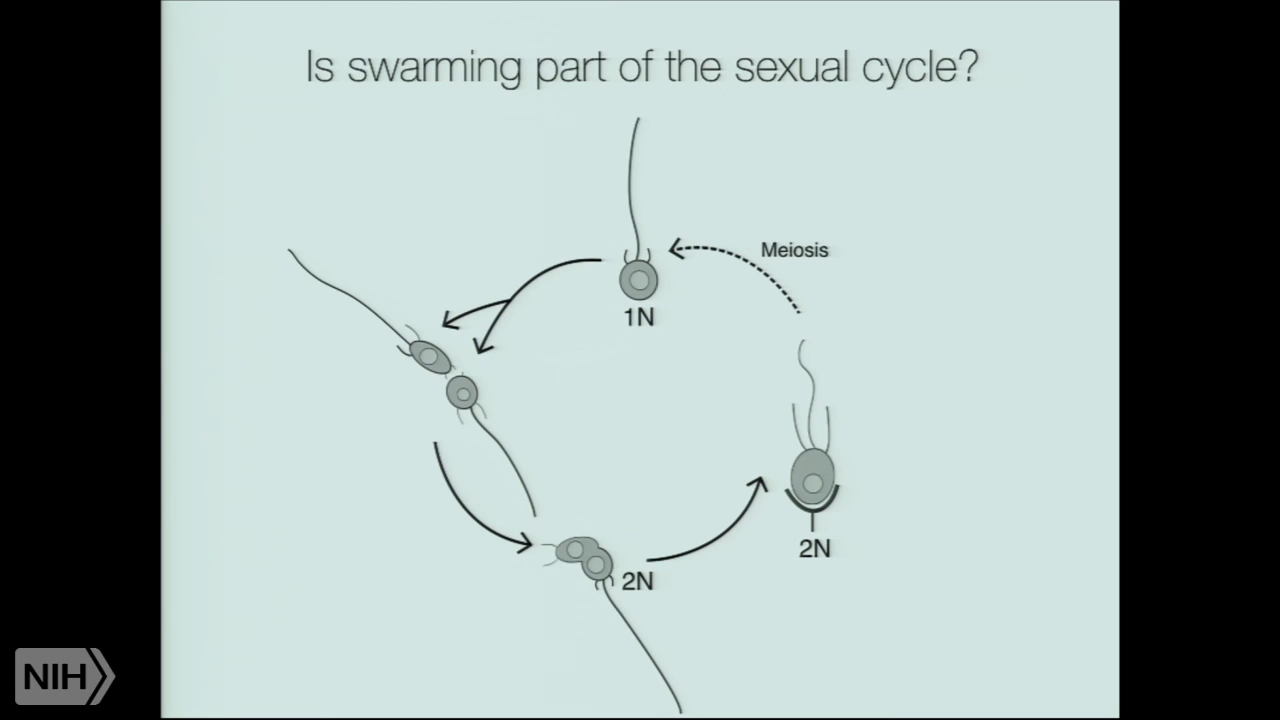 Is swarming part of the sexual cycle?
Meiosis
1N
2N
2N
NIH